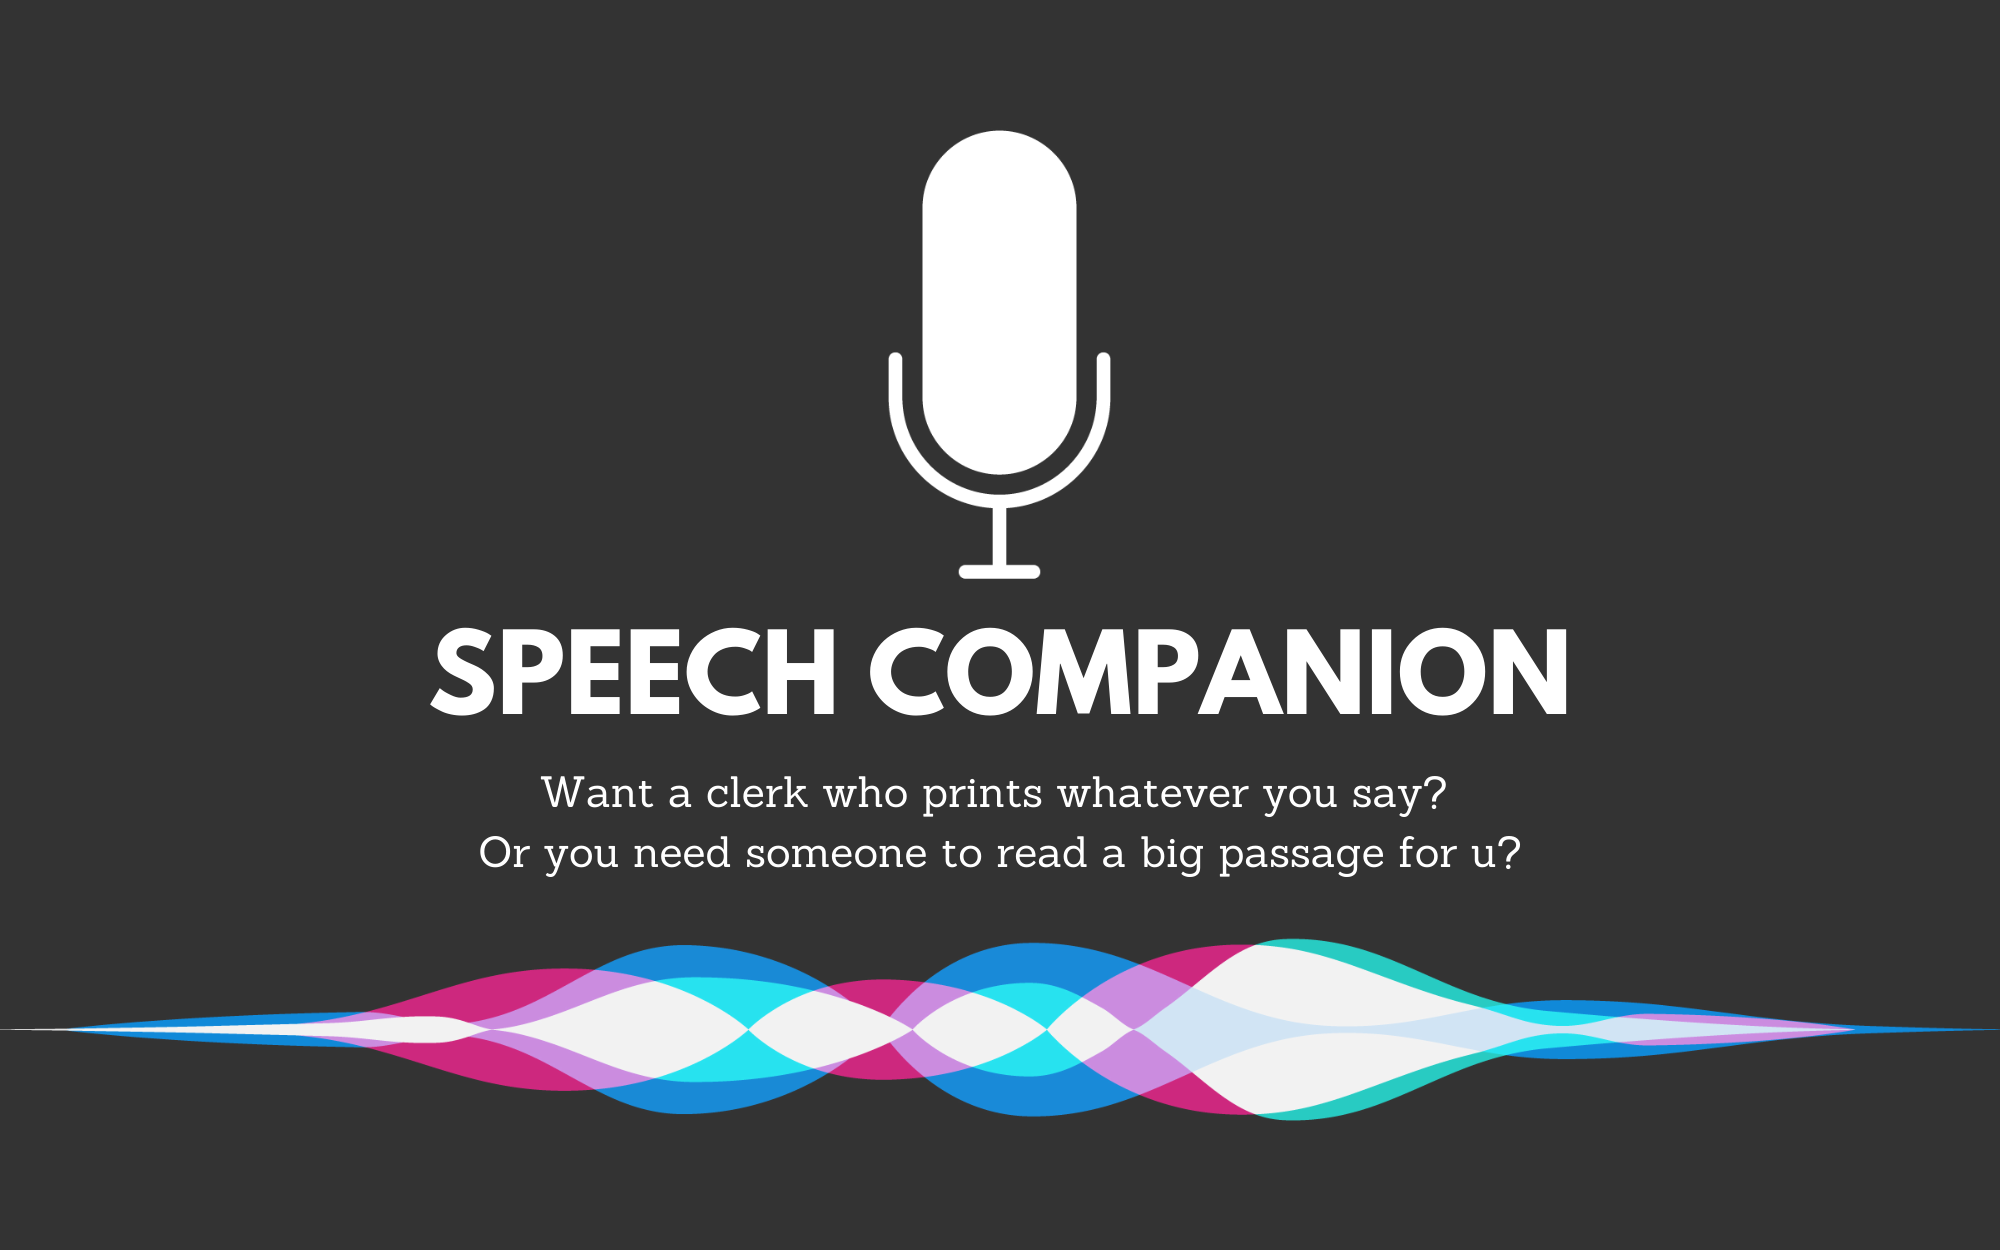 SPEECH COMPANION
Want a clerk who prints whatever you say?
Or you need someone to read a big passage for u?